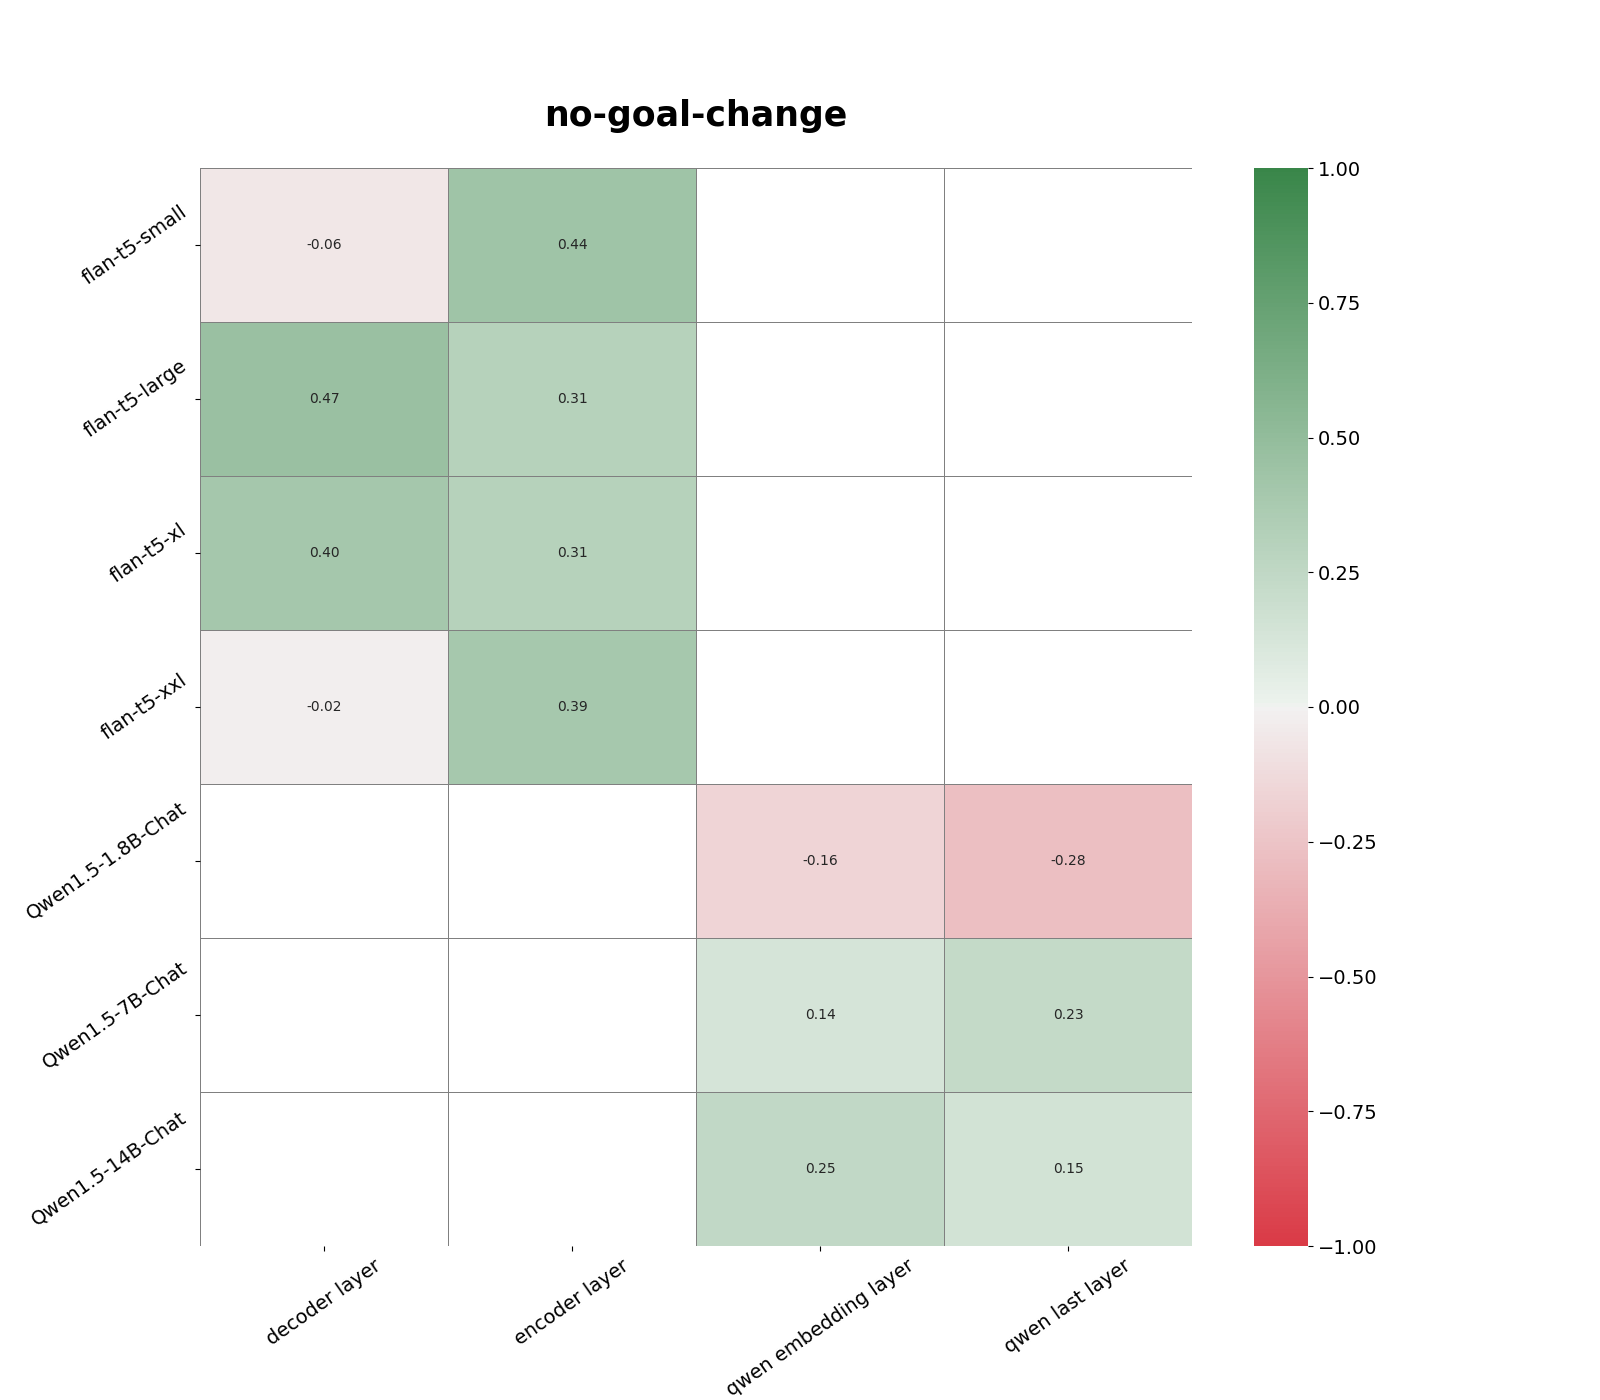 no-goal-change
flan-t5-small
-0.06
0.44
flan-t5-large
0.47
0.31
flan-t5-xl
0.40
0.31
flan-t5-xxl
-0.02
0.39
Qwen1.5-1.8B-Chat
-0.16
-0.28
Qwen1.5-7B-Chat
0.14
0.23
Qwen1.5-14B-Chat
0.25
0.15
decoder layer
encoder layer
qwen embedding layer
qwen last layer
1.00
0.75
0.50
0.25
0.00
−0.25
−0.50
−0.75
−1.00